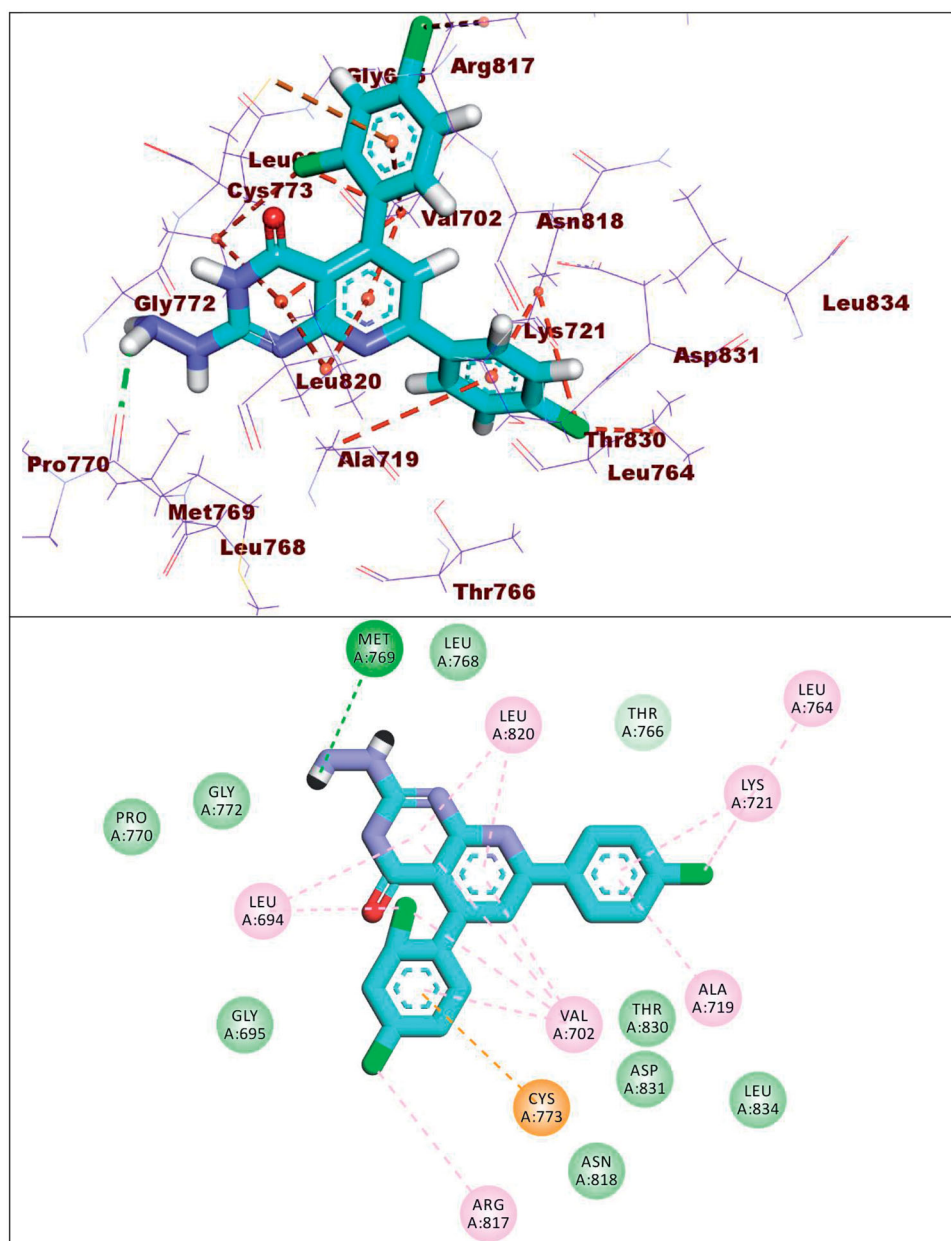 Gly695
Arg817
Cys773
Val702
Asn818
Gly772
Lys721
Leu834
Asp831
Leu820
Thr830
Pro770
Ala719
Leu764
Met769
Leu768
Thr766
MET
A:769
LEU
A:768
LEU
A:820
THR
A:766
LEU
A:764
LYS
A:721
GLY
A:772
PRO
A:770
LEU
A:694
ALA
A:719
GLY
A:695
VAL
A:702
THR
A:830
ASP
A:831
LEU
A:834
CYS
A:773
ASN
A:818
ARG
A:817